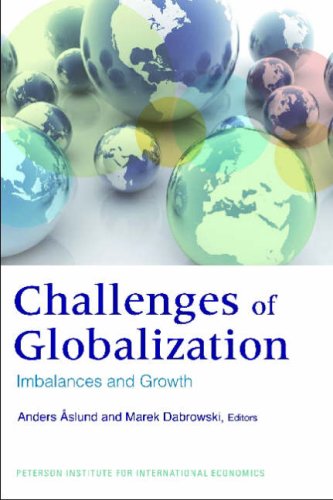 Challenges of
Globalization
Imbalances and Growth
Anders Åslund and Marek Dabrowski, Editors
PETERSON INSTITUTE FOR INTERNATIONAL ECONOMICS